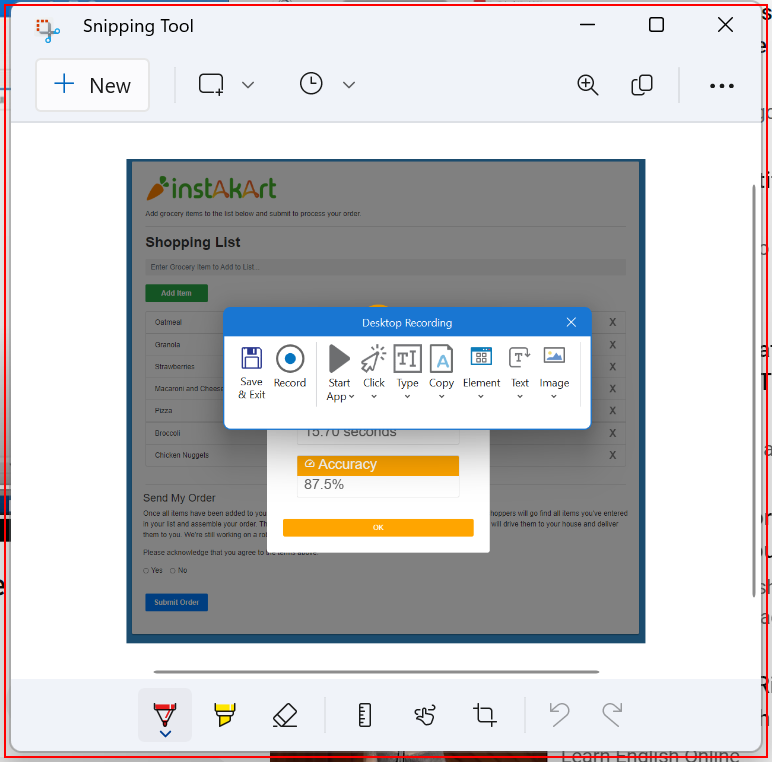 Snipping Tool
New
instAkArt
Add grocery items to the list below and submit to process your order.
Shopping List
Enter Grocery Item to Add to List...
Add Item
Oatmeal X
Granola X
Strawberries X
Macaroni and Cheese X
Pizza X
Broccoli X
Chicken Nuggets X
Desktop Recording
Save & Exit
Record
Start App
Click
Type
Copy
Element
Text
Image
15.70 seconds
Accuracy
87.5%
OK
Send My Order
Once all items have been added to you hoppers will go find all items you've entered
in your list and assemble your order. Th will drive them to your house and deliver
them to you. We're still working on a
Please acknowledge that you agree to the terms above.
Yes No
Submit Order
Learn English Online